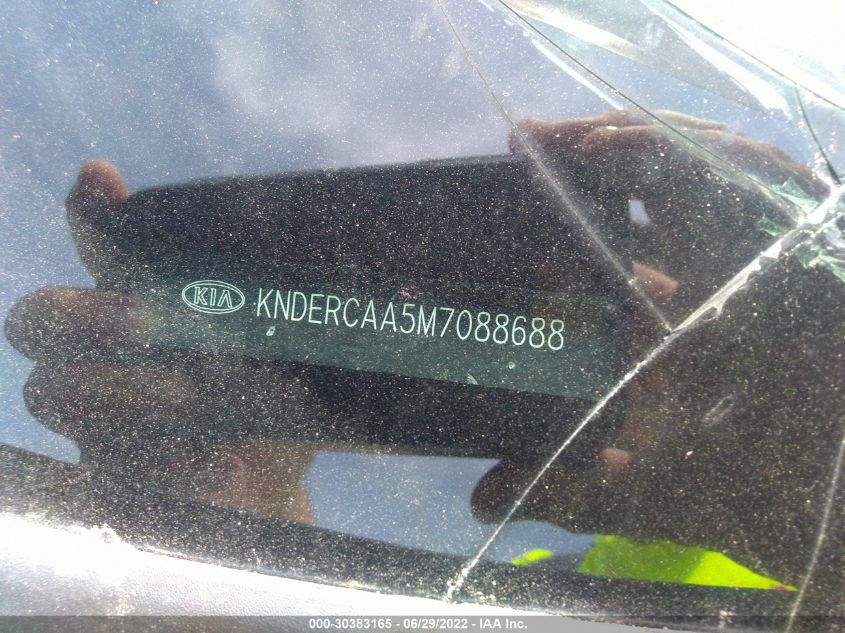 KIA KNDERCAA5M7088688
000-30383165 - 06/29/2022 - IAA Inc.